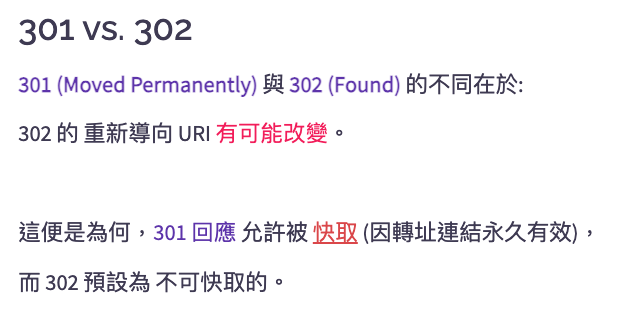 301 vs. 302
301 (Moved Permanently) 與 302 (Found) 的不同在於:
302 的 重新導向 URI 有可能改變。
這便是為何，301 回應 允許被 快取 (因轉址連結永久有效)，
而 302 預設為 不可快取的。